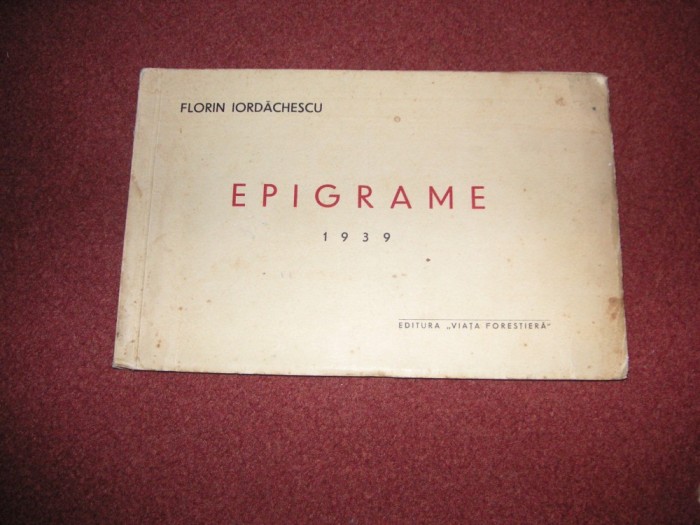 FLORIN IORDĂCHESCU
EPIGRAME
1939
EDITURA „VIAȚA FORESTIERĂ"